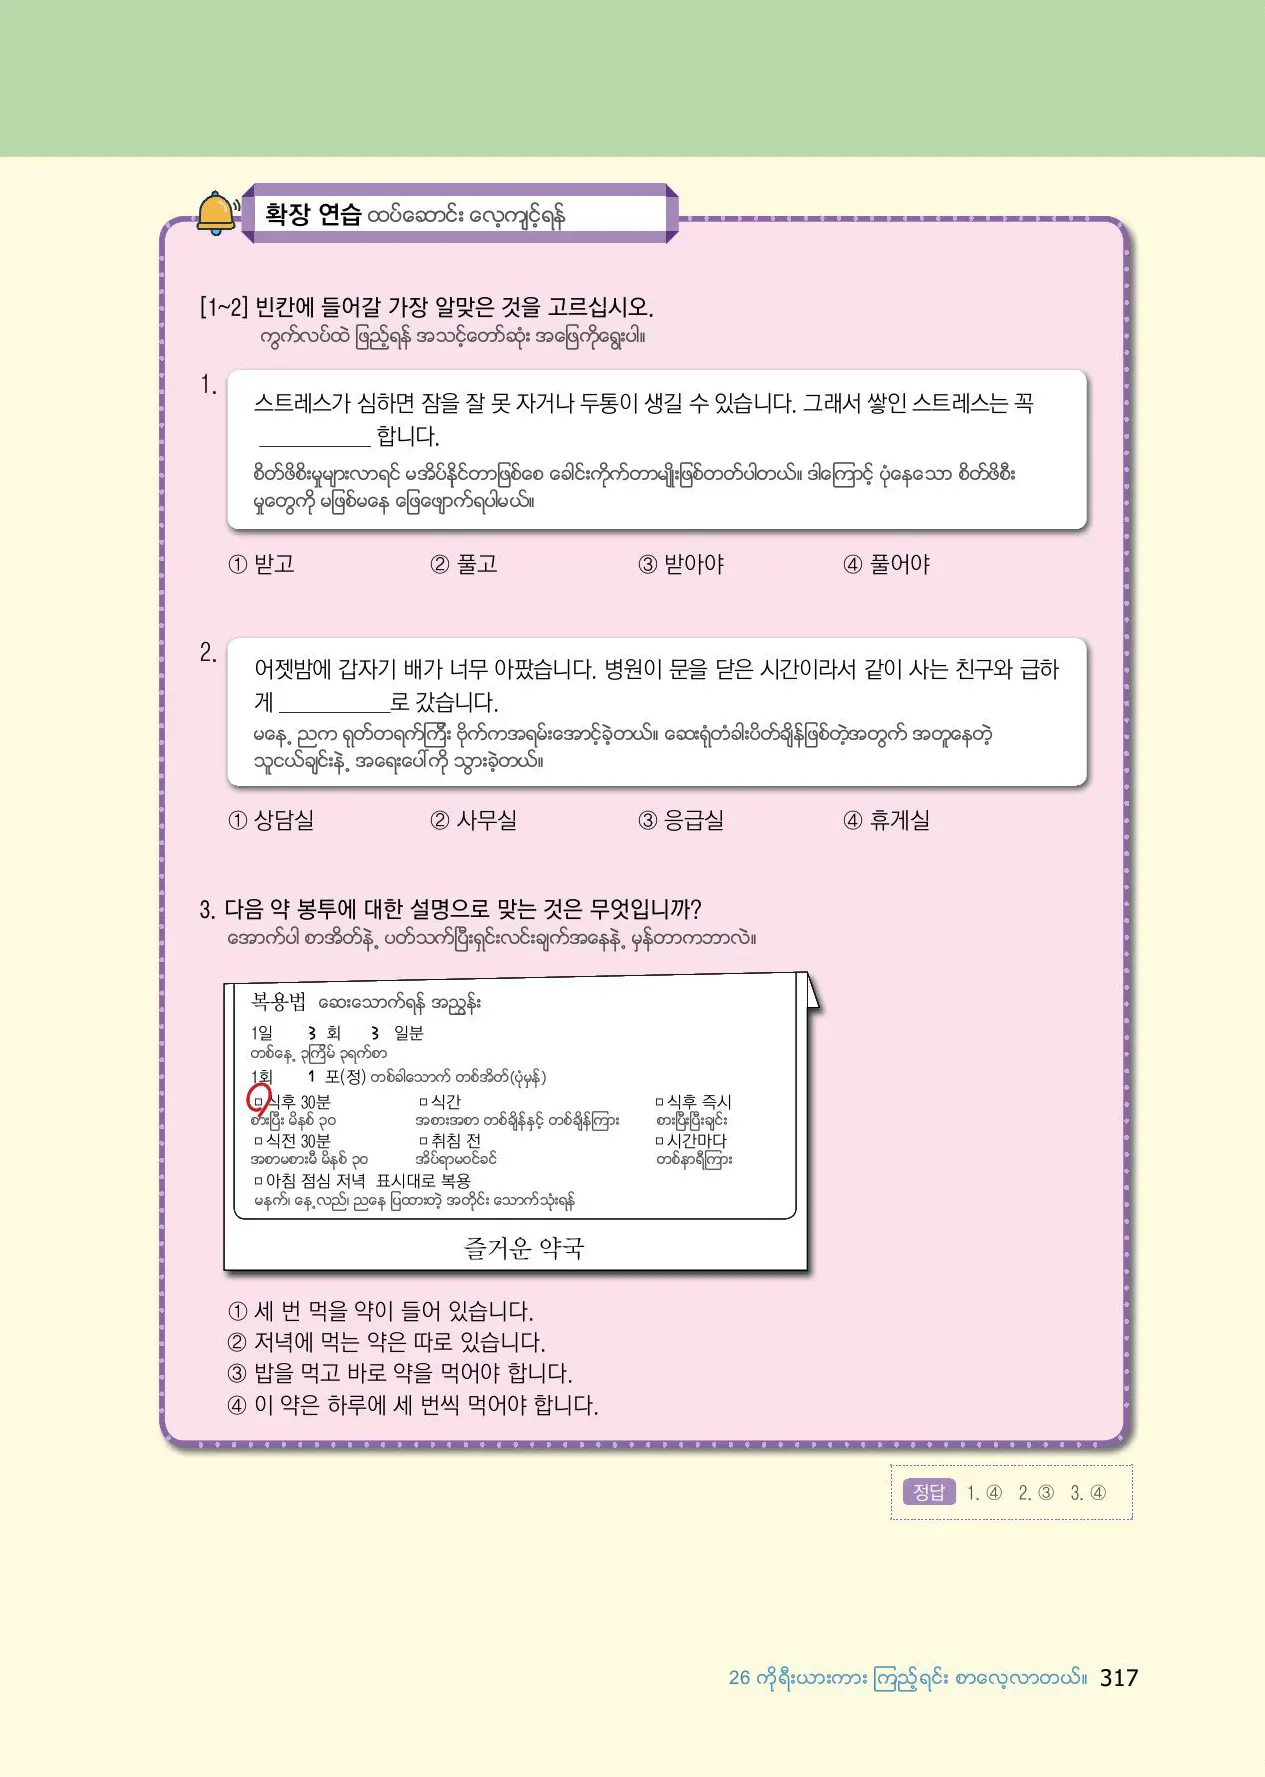 확장 연습 ထပ်ဆောင်း လေ့ကျင့်ရန်
[1~2] 빈칸에 들어갈 가장 알맞은 것을 고르십시오.
ကွက်လပ်ထဲ ဖြည့်ရန် အသင့်တော်ဆုံး အဖြေကိုရွေးပါ။
1.
스트레스가 심하면 잠을 잘 못 자거나 두통이 생길 수 있습니다. 그래서 쌓인 스트레스는 꼭
__________ 합니다.
စိတ်ဖိစိးမှုများလာရင် မအိပ်နိုင်တာဖြစ်စေ ခေါင်းကိုက်တာမျိုးဖြစ်တတ်ပါတယ်။ ဒါကြောင့် ပုံနေသော စိတ်ဖိစီး
မှုတွေကို မဖြစ်မနေ ဖြေဖျောက်ရပါမယ်။
① 받고 ② 풀고 ③ 받아야 ④ 풀어야
2.
어젯밤에 갑자기 배가 너무 아팠습니다. 병원이 문을 닫은 시간이라서 같이 사는 친구와 급하
게 __________로 갔습니다.
မနေ့ ညက ရုတ်တရက်ကြီး ဗိုက်ကအရမ်းအောင့်ခဲ့တယ်။ ဆေးရုံတံခါးပိတ်ချိန်ဖြစ်တဲ့အတွက် အတူနေတဲ့
သူငယ်ချင်းနဲ့ အရေးပေါ်ကို သွားခဲ့တယ်။
① 상담실 ② 사무실 ③ 응급실 ④ 휴게실
3. 다음 약 봉투에 대한 설명으로 맞는 것은 무엇입니까?
အောက်ပါ စာအိတ်နဲ့ ပတ်သက်ပြီးရှင်းလင်းချက်အနေနဲ့ မှန်တာကဘာလဲ။
복용법 ဆေးသောက်ရန် အညွှန်း
1일 3 회 3 일분
တစ်နေ့ ၃ကြိမ် ၃ရက်စာ
1회 1 포(정) တစ်ခါသောက် တစ်အိတ်(ပုံမှန်)
□ 식후 30분 □ 식간 □ 식후 즉시
စားပြီး မိနစ် ၃၀ အစားအစာ တစ်ချိန်နှင့် တစ်ချိန်ကြား စားပြီးပြီးချင်း
□ 식전 30분 □ 취침 전 □ 시간마다
အစာမစားမီ မိနစ် ၃၀ အိပ်ရာမဝင်ခင် တစ်နာရီကြား
□ 아침 점심 저녁 표시대로 복용
မနက်၊ နေ့လည်၊ ညနေ ပြထားတဲ့ အတိုင်း သောက်သုံးရန်
즐거운 약국
① 세 번 먹을 약이 들어 있습니다.
② 저녁에 먹는 약은 따로 있습니다.
③ 밥을 먹고 바로 약을 먹어야 합니다.
④ 이 약은 하루에 세 번씩 먹어야 합니다.
정답 1. ④ 2. ③ 3. ④
26 ကိုရီးယားကား ကြည့်ရင်း စာလေ့လာတယ်။ 317